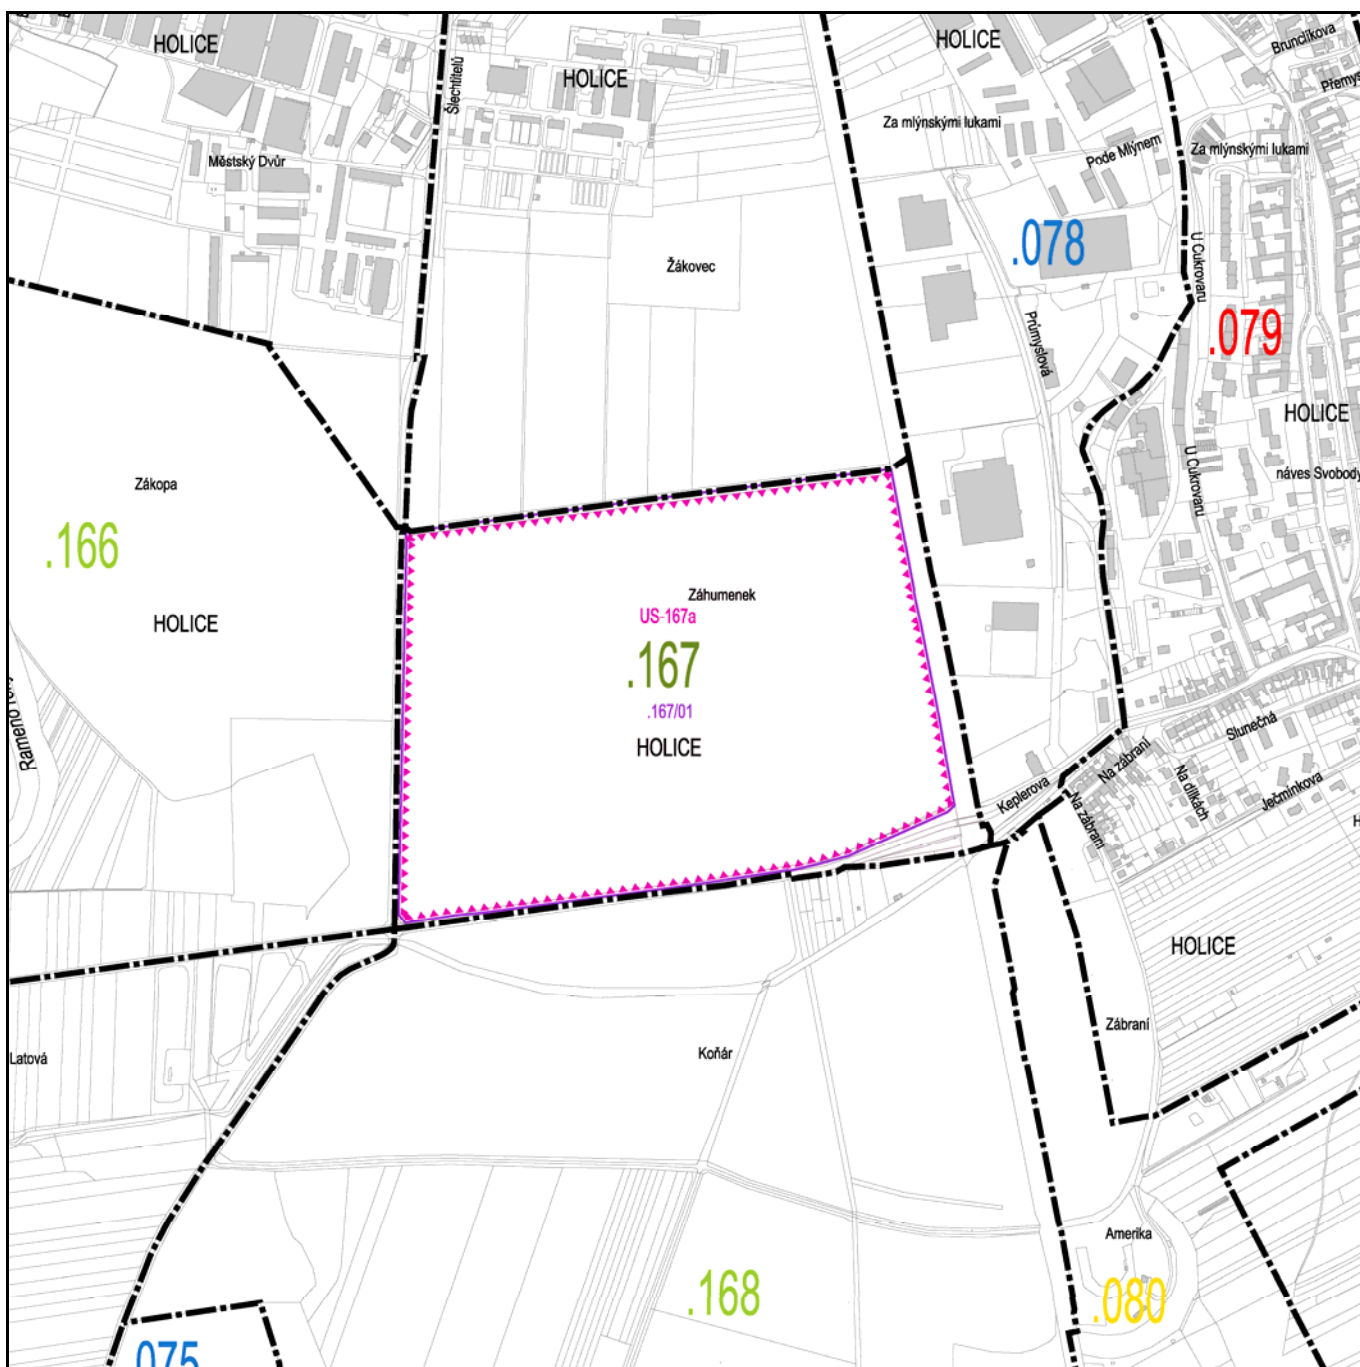 HOLICE
Šlechtitelů
HOLICE
HOLICE
Brunclíkova
Za mlýnskými lukami
Pode Mlýnem
Za mlýnskými lukami
Městský Dvůr
.078
U Cukrovaru
Žákovec
Průmyslová
.079
HOLICE
U Cukrovaru
náves Svobody
Zákopa
.166
HOLICE
Záhumenek
US-167a
.167
.167/01
HOLICE
Slunečná
Na zábraní
Na dílkách
Ječmínkova
Keplerova
Na zábraní
HOLICE
Zábraní
Koňár
Latová
Amerika
.168
.080
.075